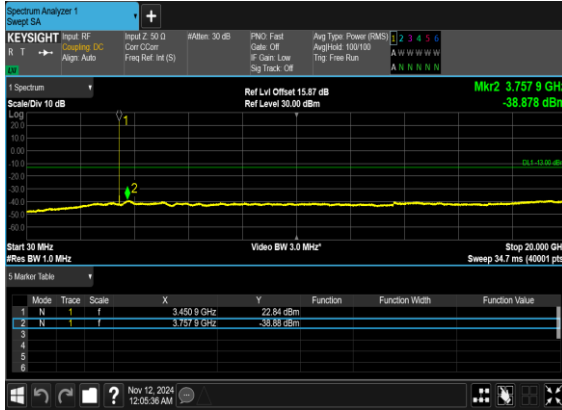 Spectrum Analyzer 1
Swept SA
+
KEYSIGHT
R T
Input: RF
Coupling: DC
Align: Auto
Input Z: 50 Ω
Corr CCorr
Freq Ref: Int (S)
#Atten: 30 dB
PNO: Fast
Gate: Off
IF Gain: Low
Sig Track: Off
Avg Type: Power (RMS)
Avg|Hold: 100/100
Trig: Free Run
1 2 3 4 5 6
A W W W W W
A N N N N N
1 Spectrum
Scale/Div 10 dB
Ref Lvl Offset 15.87 dB
Ref Level 30.00 dBm
Mkr2 3.757 9 GHz
-38.878 dBm
Log
20.0
10.0
0.00
-10.0
-20.0
-30.0
-40.0
-50.0
-60.0
1
2
DL1 -13.00 dBm
Start 30 MHz
#Res BW 1.0 MHz
Video BW 3.0 MHz*
Stop 20.000 GHz
Sweep 34.7 ms (40001 pts)
5 Marker Table
Mode Trace Scale X Y Function Function Width Function Value
1 N 1 f 3.450 9 GHz 22.84 dBm
2 N 1 f 3.757 9 GHz -38.88 dBm
3
4
5
6
?
Nov 12, 2024
12:05:36 AM